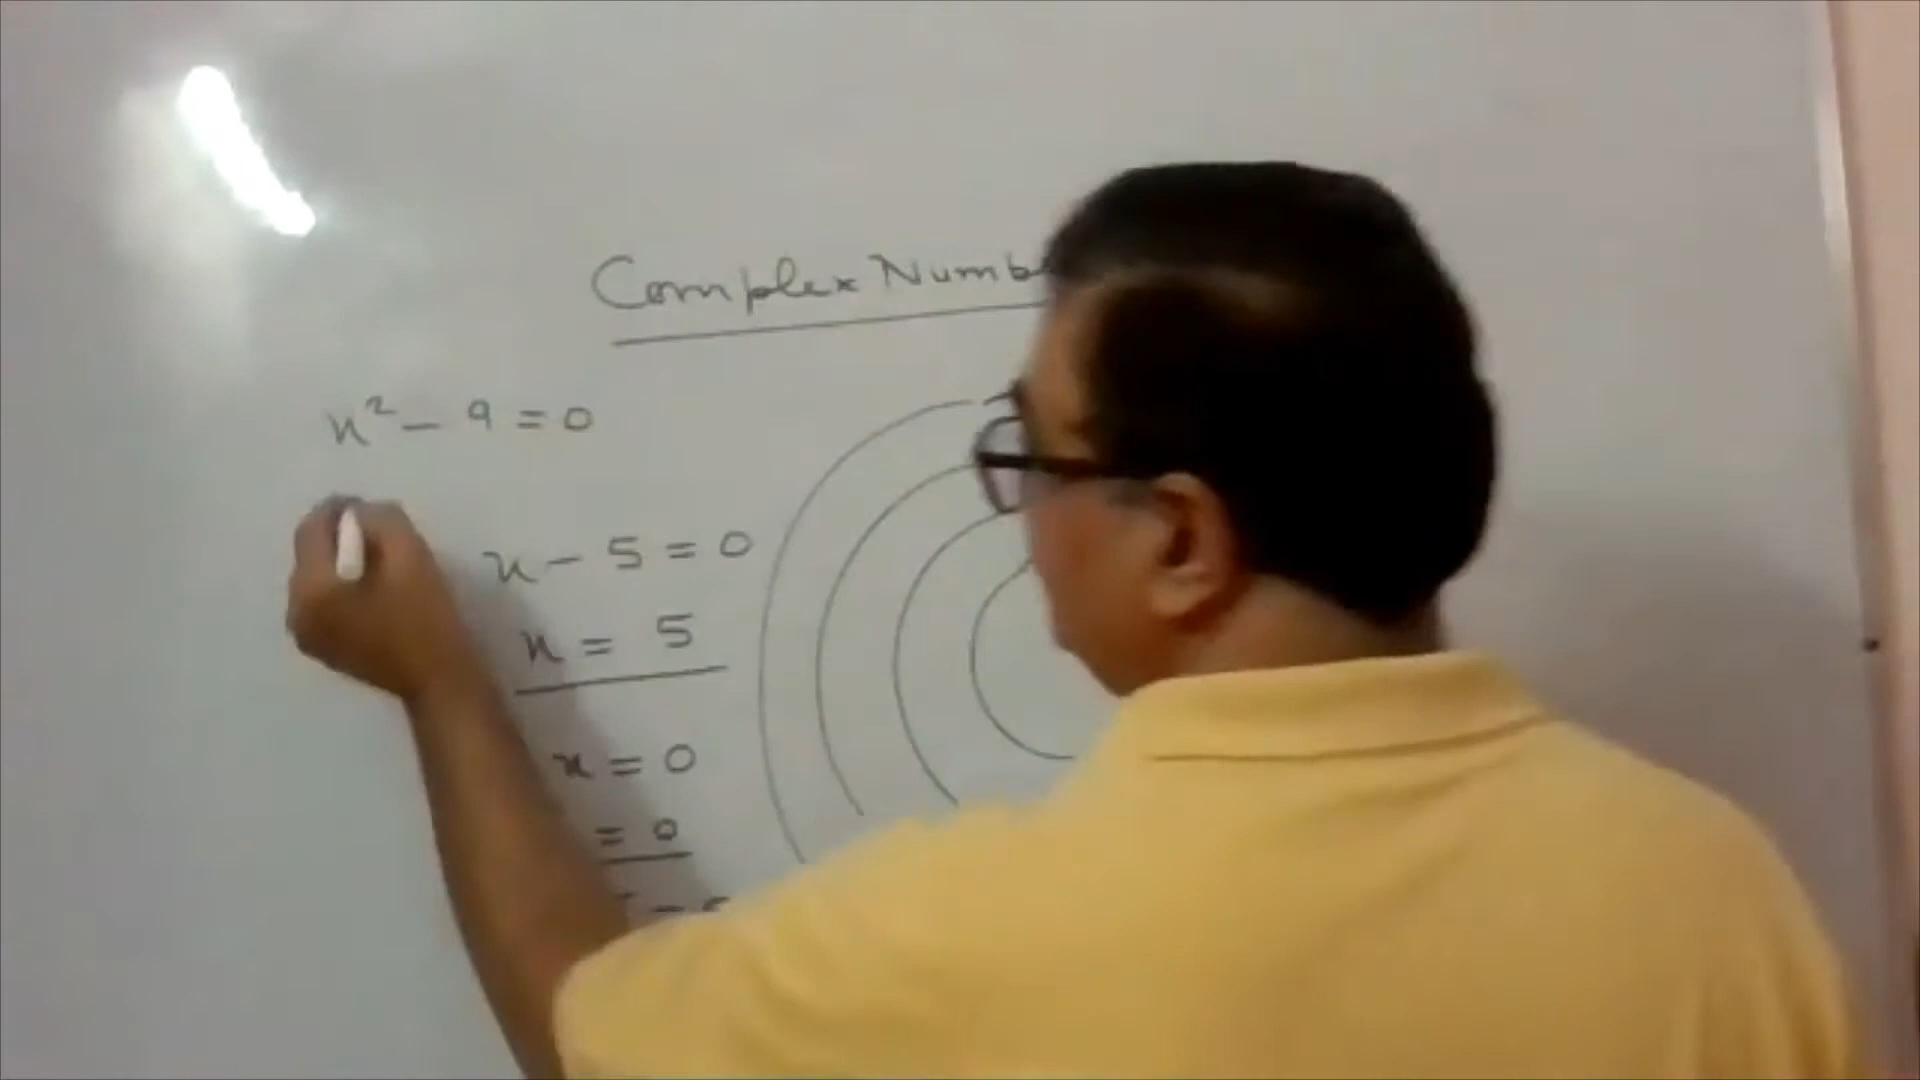 Complex Numb
x² - 9 = 0
x - 5 = 0
x = 5
x = 0
= 0